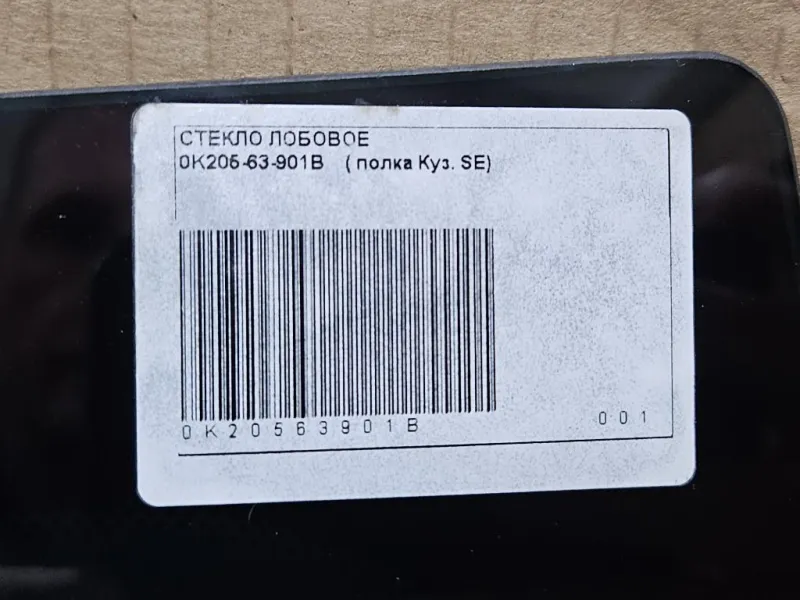 СТЕКЛО ЛОБОВОЕ
0K205-63-901B (полка Куз. SE)
0K20563901B
001